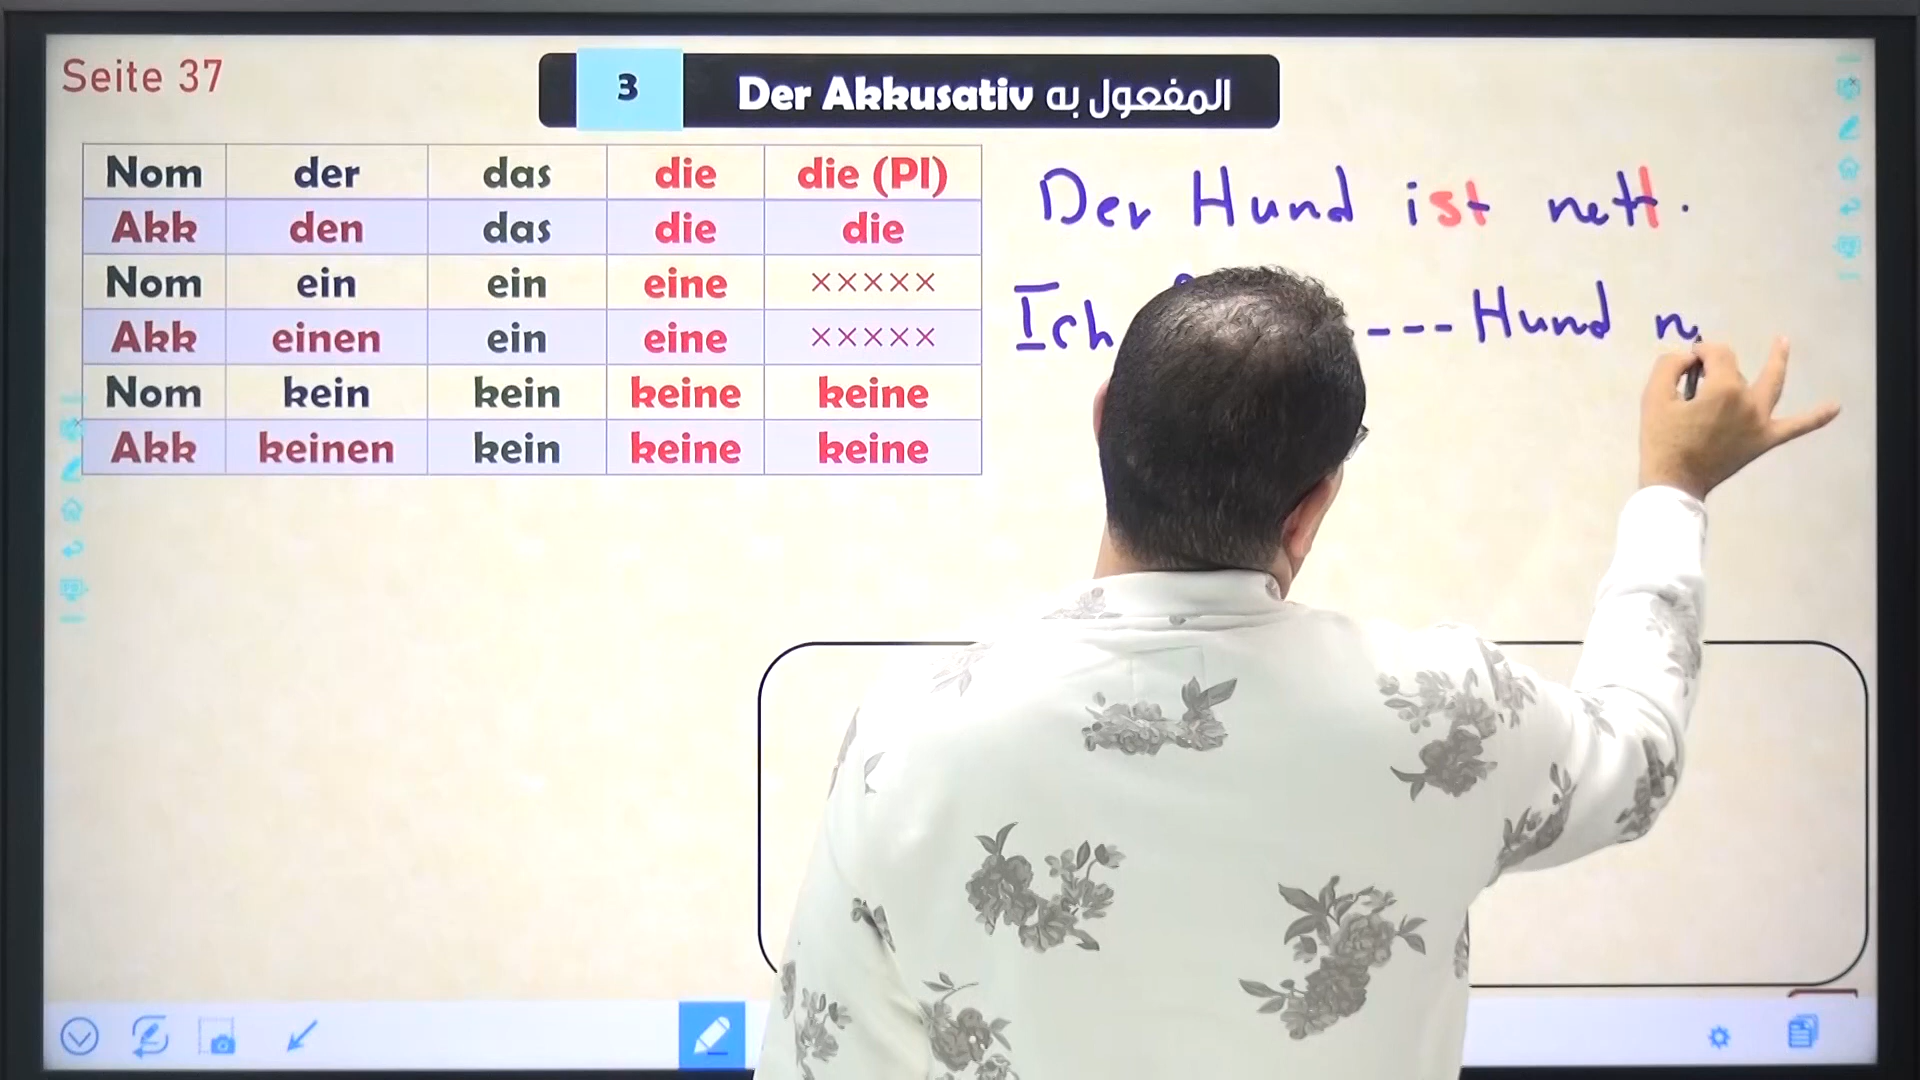 Seite 37
3 Der Akkusativ المفعول به
Nom der das die die (Pl)
Akk den das die die
Nom ein ein eine ×××××
Akk einen ein eine ×××××
Nom kein kein keine keine
Akk keinen kein keine keine
Der Hund ist nett.
Ich --- Hund n